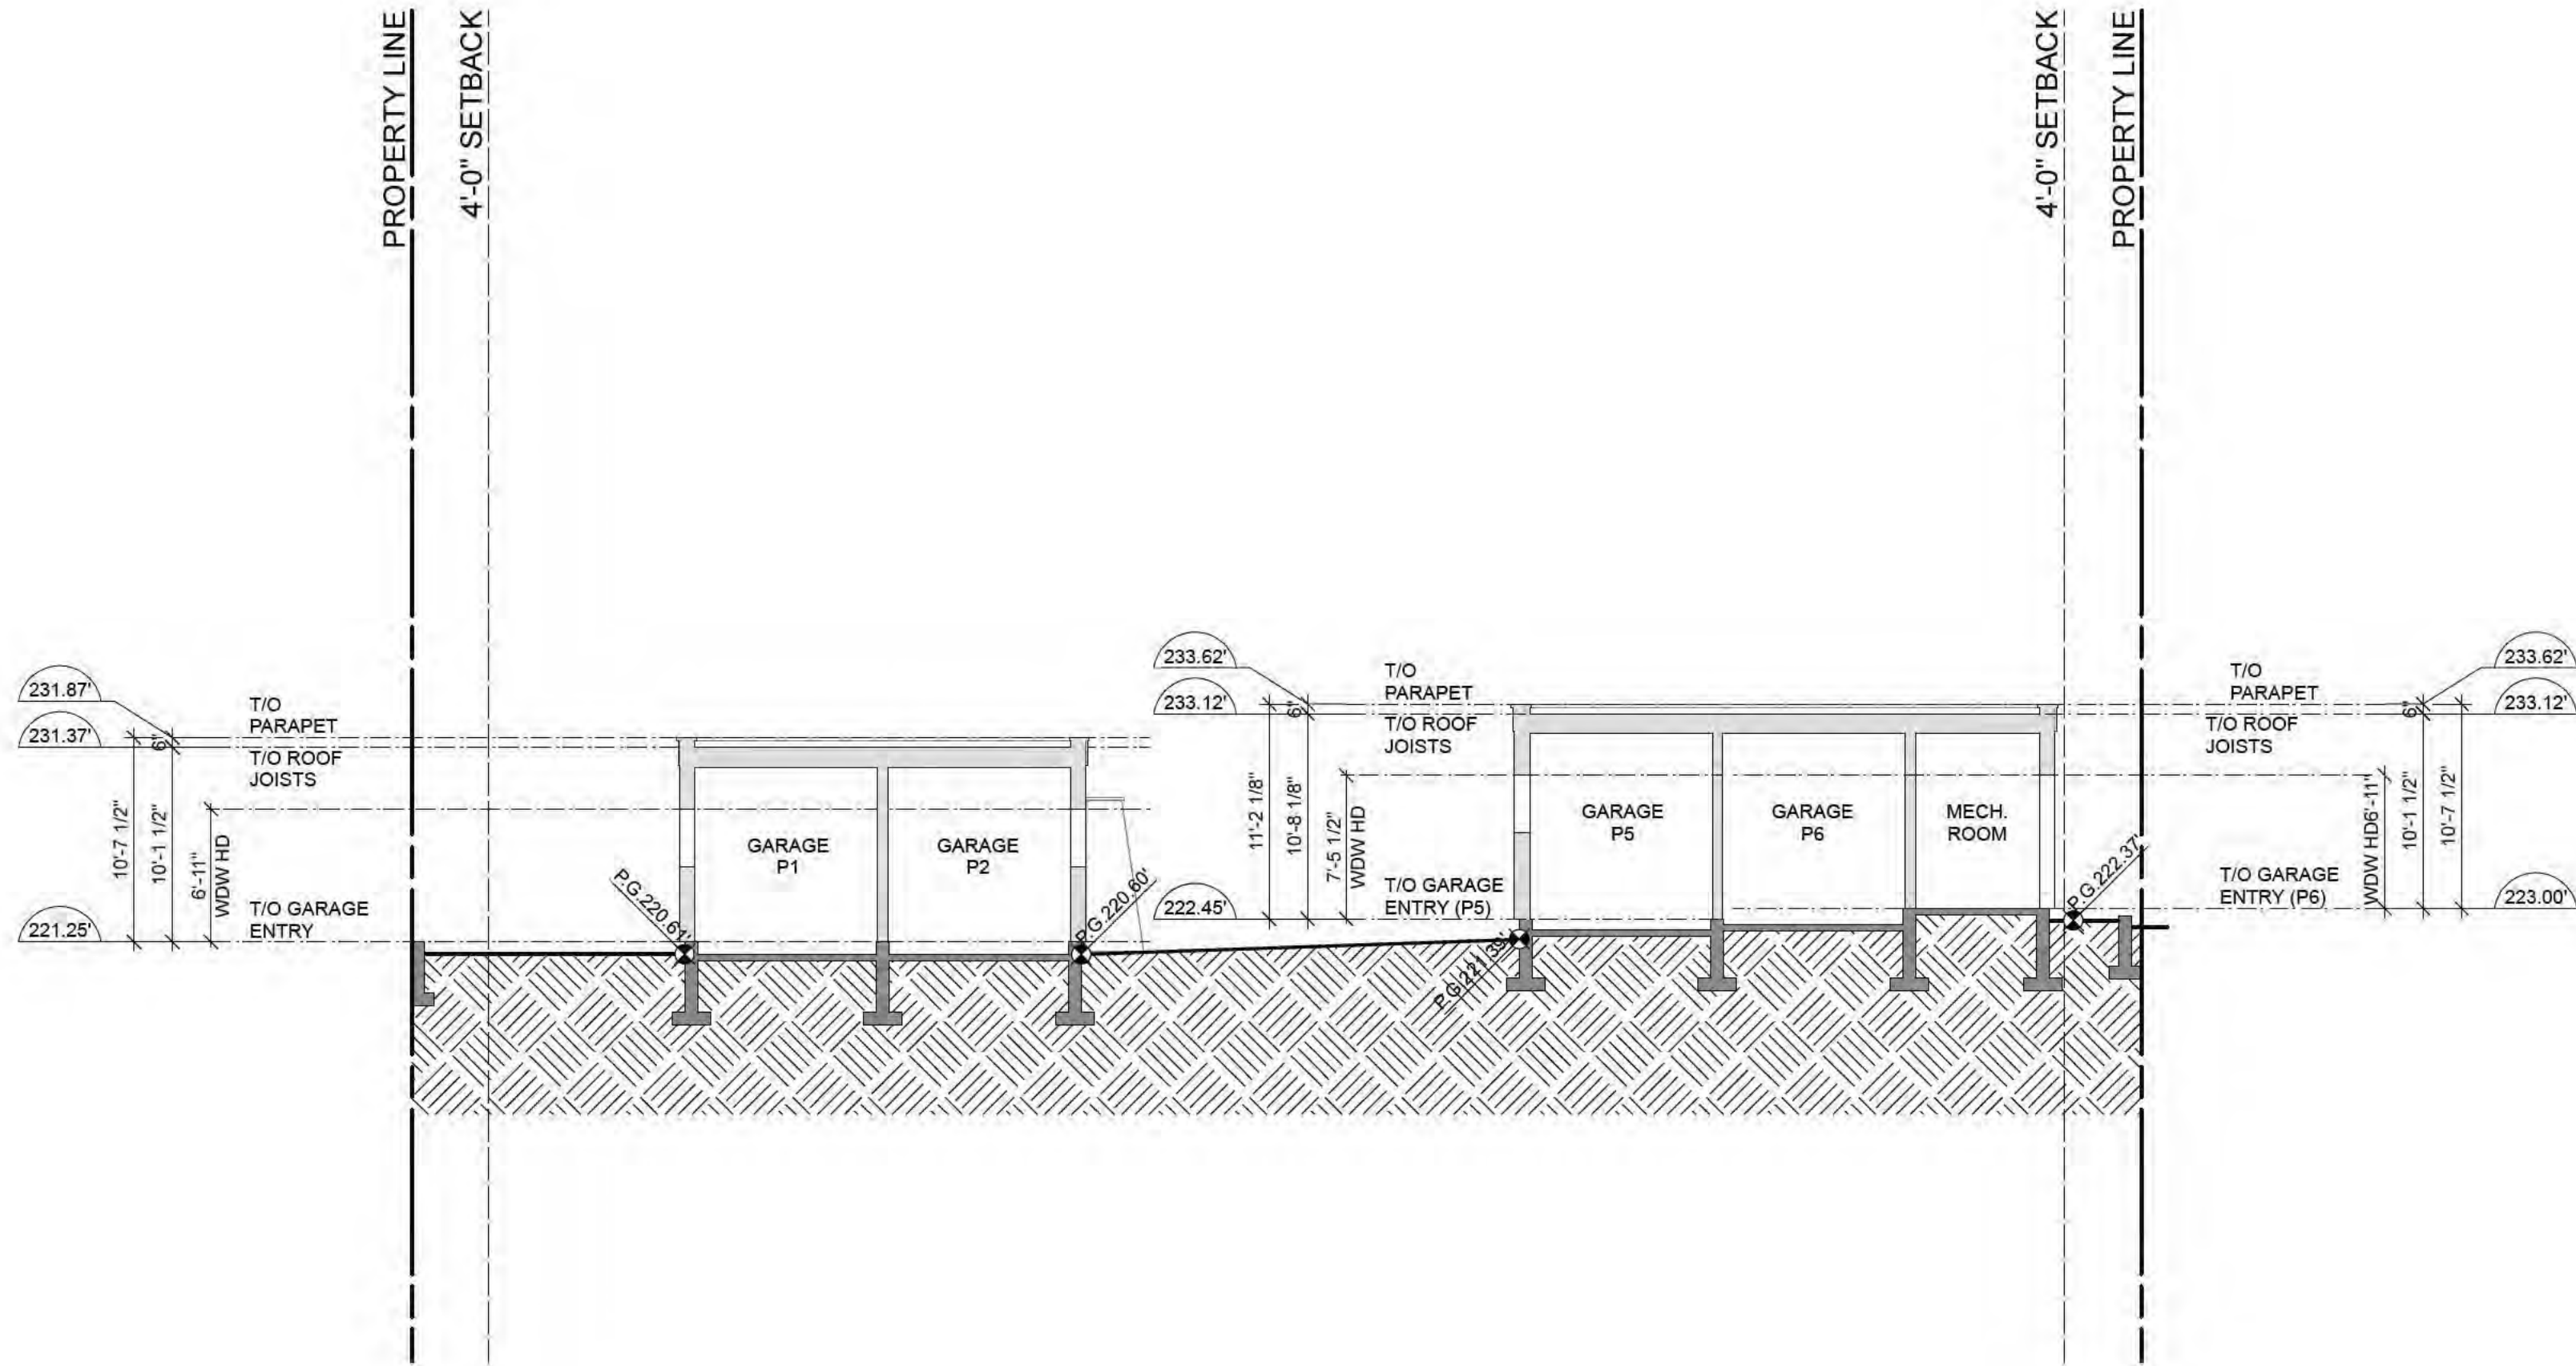 PROPERTY LINE
4'-0" SETBACK
4'-0" SETBACK
PROPERTY LINE
231.87'
231.37'
221.25'
10'-7 1/2"
10'-1 1/2"
6"
6'-11"
WDW HD
T/O
PARAPET
T/O ROOF
JOISTS
T/O GARAGE
ENTRY
P.G.220.61'
GARAGE
P1
GARAGE
P2
P.G.220.60'
233.62'
233.12'
222.45'
11'-2 1/8"
10'-8 1/8"
6"
7'-5 1/2"
WDW HD
T/O
PARAPET
T/O ROOF
JOISTS
T/O GARAGE
ENTRY (P5)
P.G.221.39'
GARAGE
P5
GARAGE
P6
MECH.
ROOM
P.G.222.37'
T/O
PARAPET
T/O ROOF
JOISTS
T/O GARAGE
ENTRY (P6)
WDW HD6'-11"
6"
10'-1 1/2"
10'-7 1/2"
233.62'
233.12'
223.00'